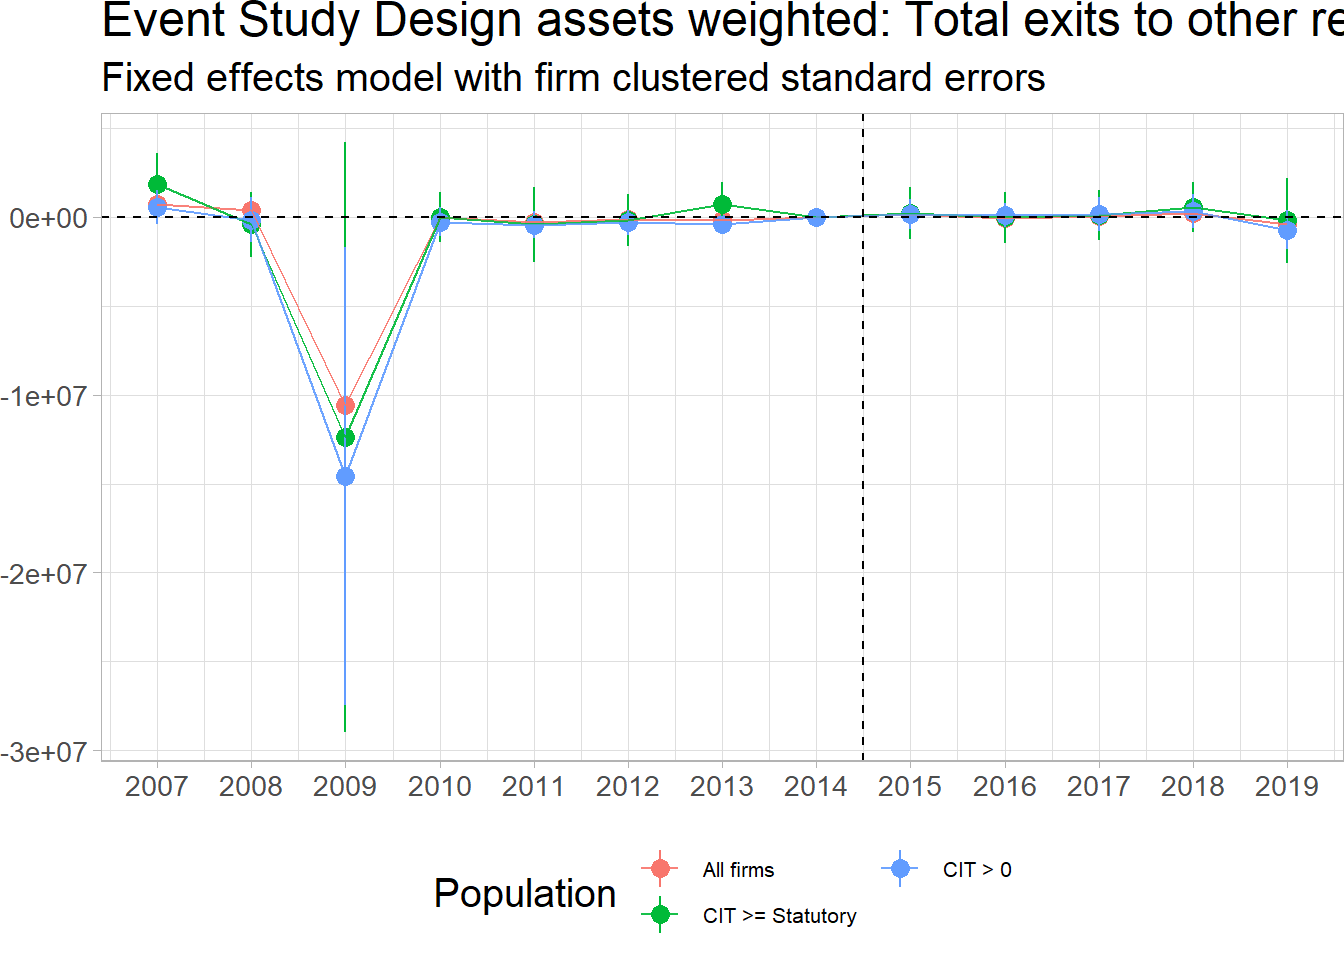 Event Study Design assets weighted: Total exits to other re
Fixed effects model with firm clustered standard errors
0e+00
-1e+07
-2e+07
-3e+07
2007 2008 2009 2010 2011 2012 2013 2014 2015 2016 2017 2018 2019
Population
All firms
CIT >= Statutory
CIT > 0